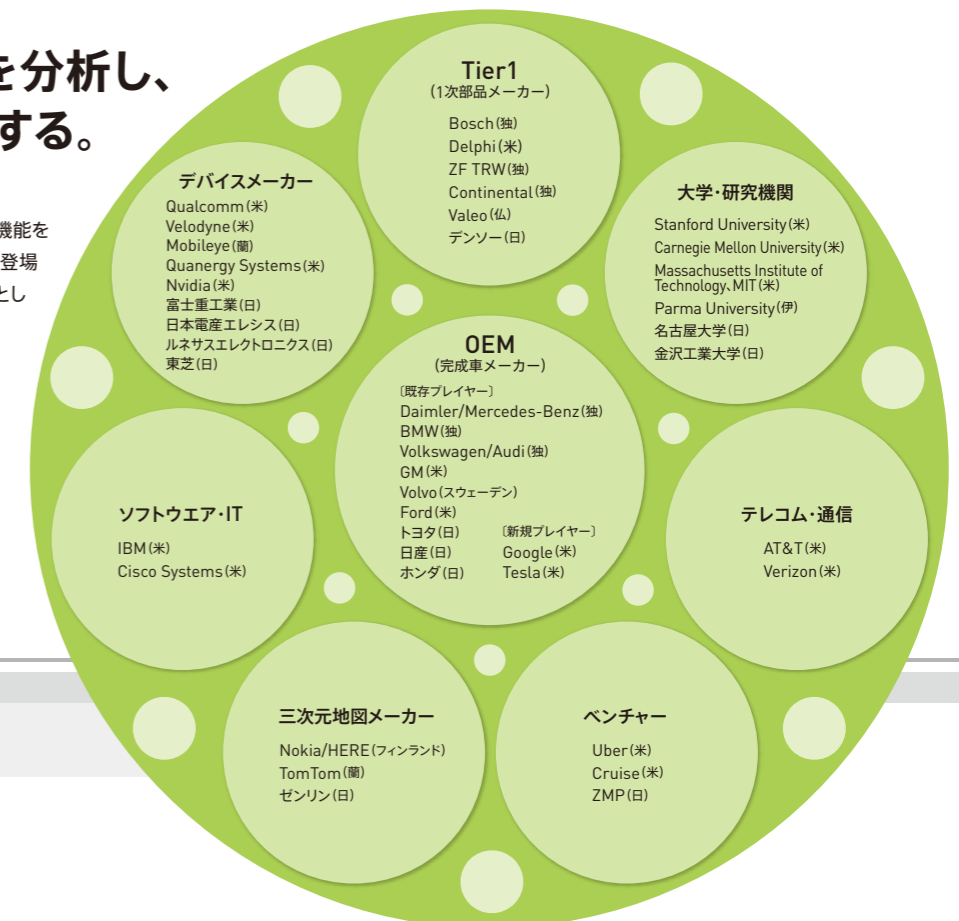 を分析し、
する。
機能を
登場
とし
Tier1
(1次部品メーカー)
Bosch(独)
Delphi(米)
ZF TRW(独)
Continental(独)
Valeo(仏)
デンソー(日)
デバイスメーカー
Qualcomm(米)
Velodyne(米)
Mobileye(蘭)
Quanergy Systems(米)
Nvidia(米)
富士重工業(日)
日本電産エレシス(日)
ルネサスエレクトロニクス(日)
東芝(日)
大学・研究機関
Stanford University(米)
Carnegie Mellon University(米)
Massachusetts Institute of
Technology、MIT(米)
Parma University(伊)
名古屋大学(日)
金沢工業大学(日)
OEM
(完成車メーカー)
〔既存プレイヤー〕
Daimler/Mercedes-Benz(独)
BMW(独)
Volkswagen/Audi(独)
GM(米)
Volvo(スウェーデン)
Ford(米)
トヨタ(日)
日産(日)
ホンダ(日)
〔新規プレイヤー〕
Google(米)
Tesla(米)
ソフトウエア・IT
IBM(米)
Cisco Systems(米)
テレコム・通信
AT&T(米)
Verizon(米)
三次元地図メーカー
Nokia/HERE(フィンランド)
TomTom(蘭)
ゼンリン(日)
ベンチャー
Uber(米)
Cruise(米)
ZMP(日)